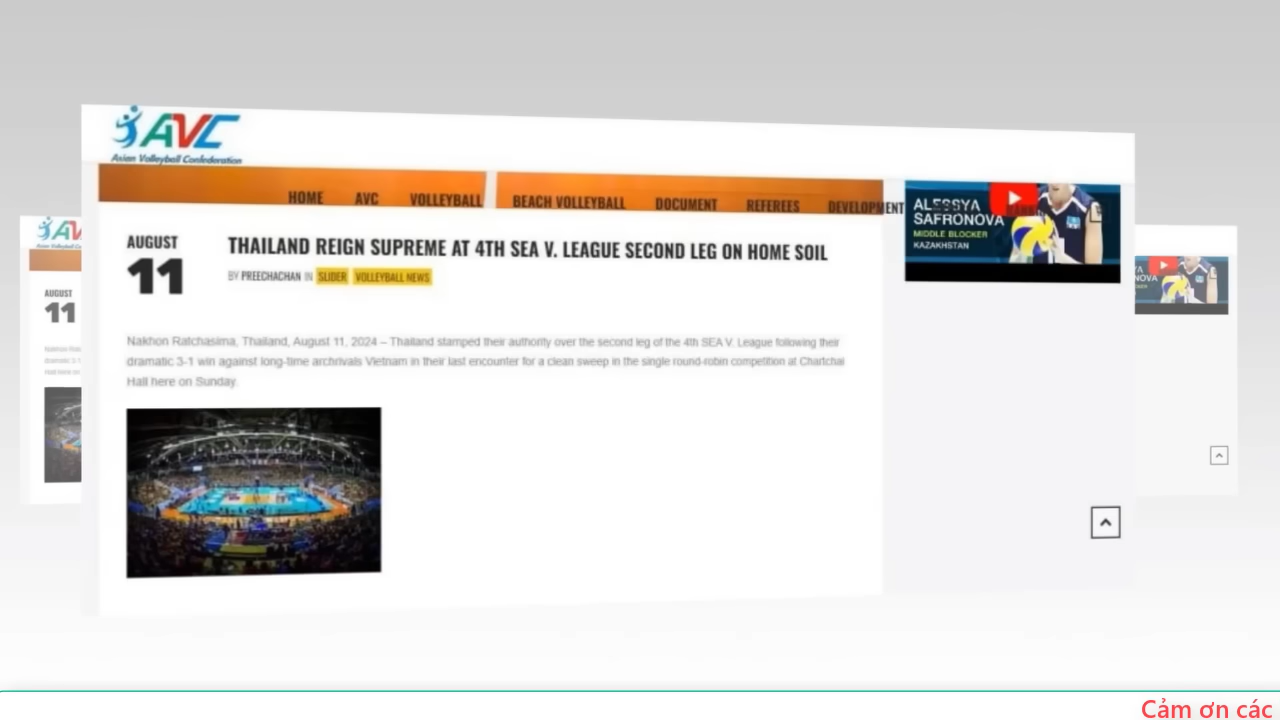 AVC
Asian Volleyball Confederation
HOME AVC VOLLEYBALL BEACH VOLLEYBALL DOCUMENT REFEREES DEVELOPMENT
AUGUST
11
THAILAND REIGN SUPREME AT 4TH SEA V. LEAGUE SECOND LEG ON HOME SOIL
BY PREECHACHAN IN SLIDER VOLLEYBALL NEWS
Nakhon Ratchasima, Thailand, August 11, 2024 – Thailand stamped their authority over the second leg of the 4th SEA V. League following their
dramatic 3-1 win against long-time archrivals Vietnam in their last encounter for a clean sweep in the single round-robin competition at Chartchai
Hall here on Sunday.
ALESSYA
SAFRONOVA
MIDDLE BLOCKER
KAZAKHSTAN
AUGUST
11
NOVA
Cảm ơn các